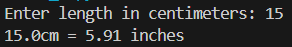 Enter length in centimeters: 15
15.0cm = 5.91 inches